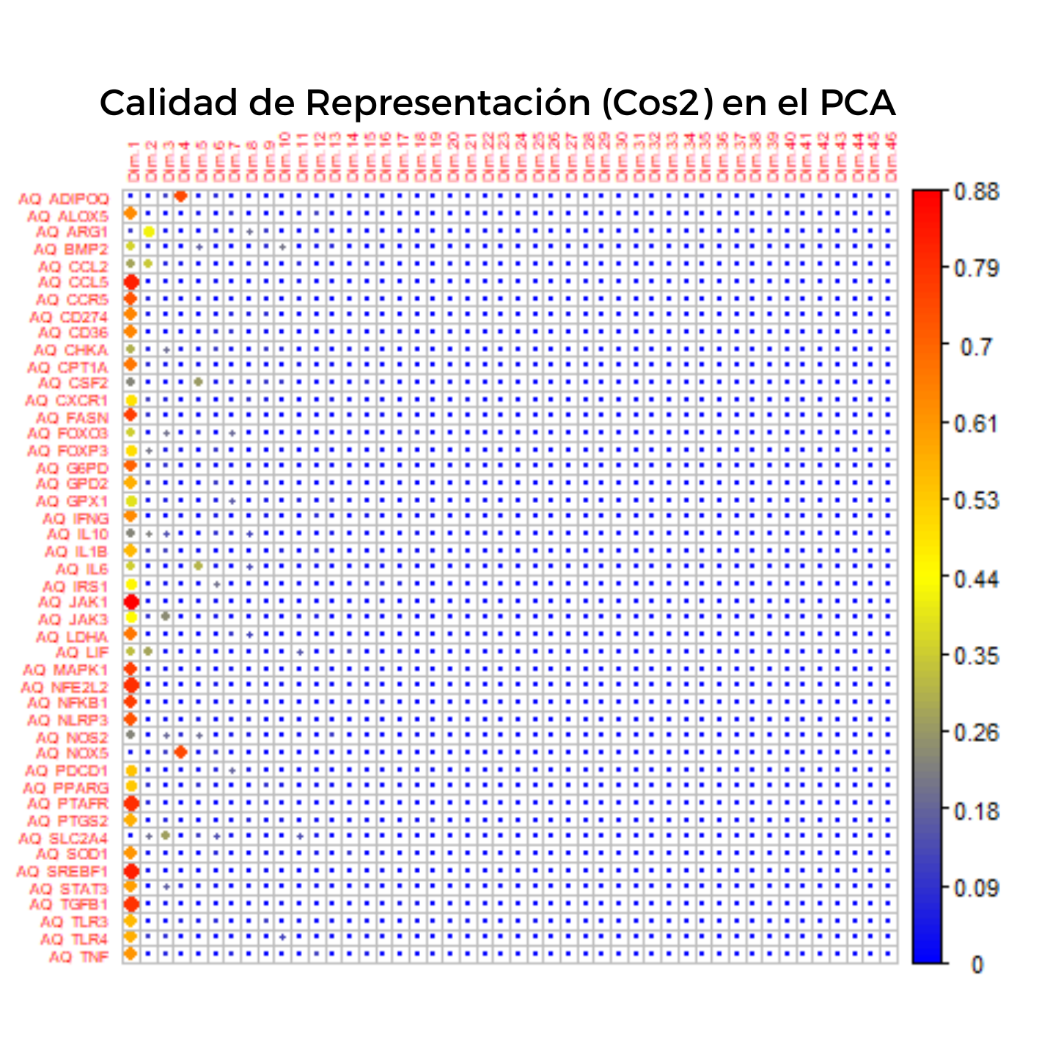 Calidad de Representación (Cos2) en el PCA
Dim.1 Dim.2 Dim.3 Dim.4 Dim.5 Dim.6 Dim.7 Dim.8 Dim.9 Dim.10 Dim.11 Dim.12 Dim.13 Dim.14 Dim.15 Dim.16 Dim.17 Dim.18 Dim.19 Dim.20 Dim.21 Dim.22 Dim.23 Dim.24 Dim.25 Dim.26 Dim.27 Dim.28 Dim.29 Dim.30 Dim.31 Dim.32 Dim.33 Dim.34 Dim.35 Dim.36 Dim.37 Dim.38 Dim.39 Dim.40 Dim.41 Dim.42 Dim.43 Dim.44 Dim.45 Dim.46
AQ ADIPOQ
AQ ALOX5
AQ ARG1
AQ BMP2
AQ CCL2
AQ CCL5
AQ CCR5
AQ CD274
AQ CD36
AQ CHKA
AQ CPT1A
AQ CSF2
AQ CXCR1
AQ FASN
AQ FOXO3
AQ FOXP3
AQ G6PD
AQ GPD2
AQ GPX1
AQ IFNG
AQ IL10
AQ IL1B
AQ IL6
AQ IRS1
AQ JAK1
AQ JAK3
AQ LDHA
AQ LIF
AQ MAPK1
AQ NFE2L2
AQ NFKB1
AQ NLRP3
AQ NOS2
AQ NOX5
AQ PDCD1
AQ PPARG
AQ PTAFR
AQ PTGS2
AQ SLC2A4
AQ SOD1
AQ SREBF1
AQ STAT3
AQ TGFB1
AQ TLR3
AQ TLR4
AQ TNF
0.88
0.79
0.7
0.61
0.53
0.44
0.35
0.26
0.18
0.09
0